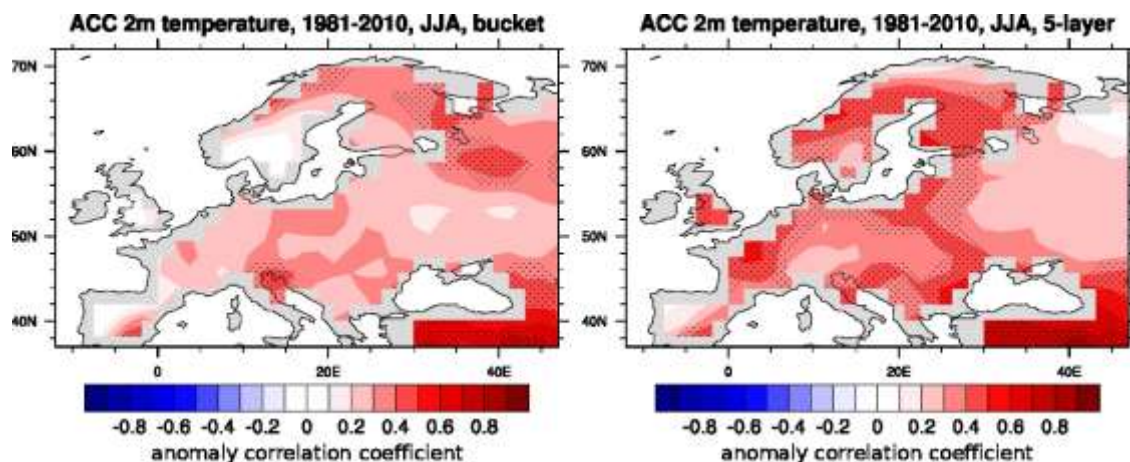 ACC 2m temperature, 1981-2010, JJA, bucket
70N
60N
50N
40N
0
20E
-0.8 -0.6 -0.4 -0.2 0 0.2 0.4 0.6 0.8
anomaly correlation coefficient
ACC 2m temperature, 1981-2010, JJA, 5-layer
70N
60N
50N
40N
0
20E
-0.8 -0.6 -0.4 -0.2 0 0.2 0.4 0.6 0.8
anomaly correlation coefficient